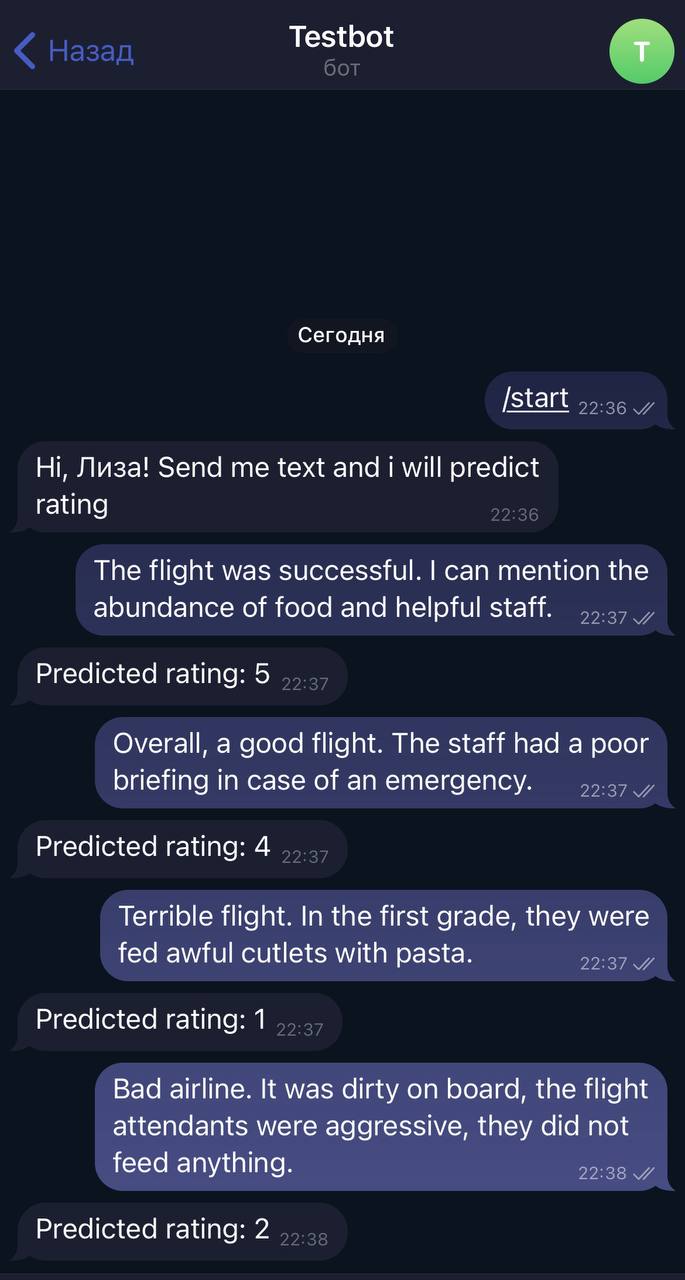 Назад
Testbot
бот
T
Сегодня
/start 22:36
Hi, Лиза! Send me text and i will predict
rating 22:36
The flight was successful. I can mention the
abundance of food and helpful staff. 22:37
Predicted rating: 5 22:37
Overall, a good flight. The staff had a poor
briefing in case of an emergency. 22:37
Predicted rating: 4 22:37
Terrible flight. In the first grade, they were
fed awful cutlets with pasta. 22:37
Predicted rating: 1 22:37
Bad airline. It was dirty on board, the flight
attendants were aggressive, they did not
feed anything. 22:38
Predicted rating: 2 22:38